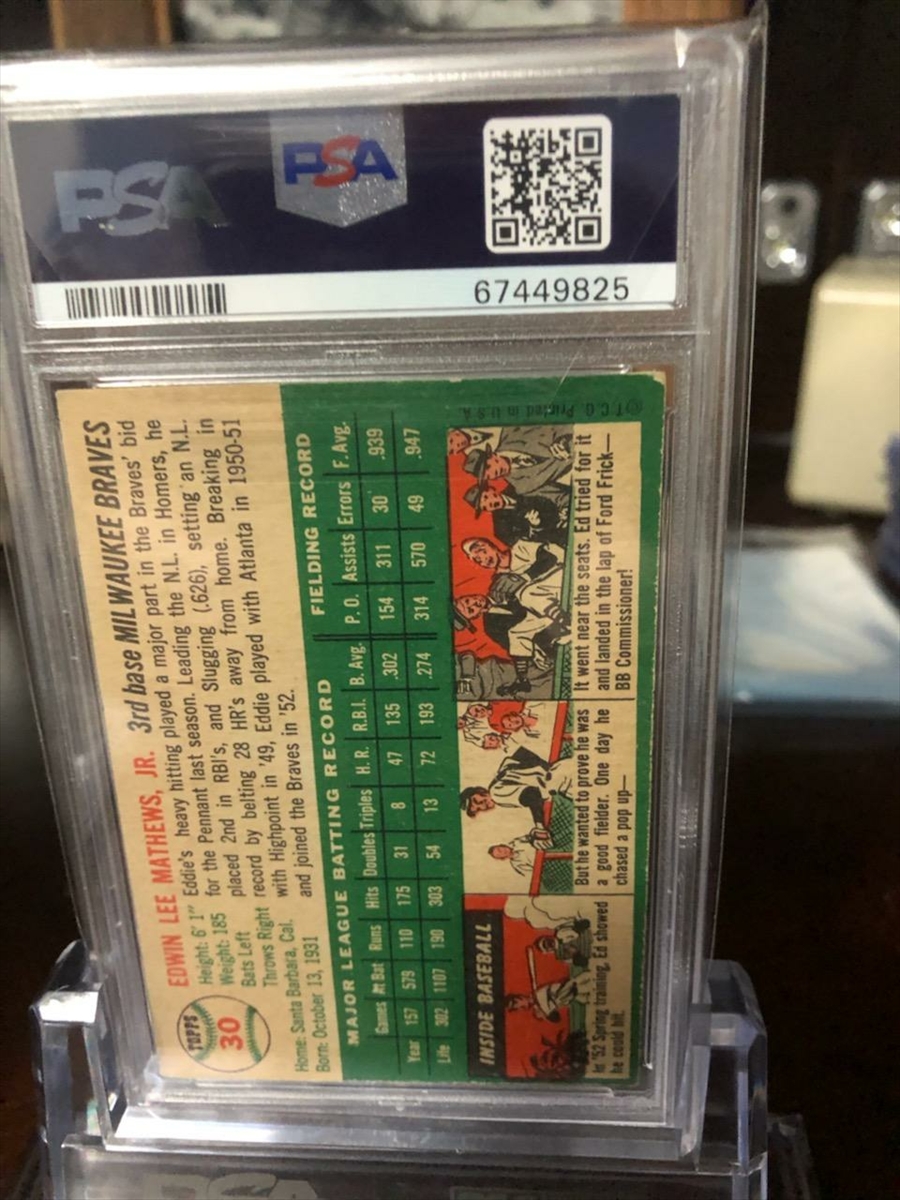 PSA
PSA
67449825
TOPPS
30
EDWIN LEE MATHEWS, JR. 3rd base MILWAUKEE BRAVES
Height: 6' 1"
Weight: 185
Bats Left
Throws Right
Home: Santa Barbara, Cal.
Born: October 13, 1931
Eddie's heavy hitting played a major part in the Braves' bid
for the Pennant last season. Leading the N.L. in Homers, he
placed 2nd in RBI's, and Slugging (.626), setting an N.L.
record by belting 28 HR's away from home. Breaking in
with Highpoint in '49, Eddie played with Atlanta in 1950-51
and joined the Braves in '52.
MAJOR LEAGUE BATTING RECORD FIELDING RECORD
Games At Bat Runs Hits Doubles Triples H. R. R.B.I. B. Avg. P. O. Assists Errors F. Avg.
Year 157 579 110 175 31 8 47 135 .302 154 311 30 .939
Life 302 1107 190 303 54 13 72 193 .274 314 570 49 .947
INSIDE BASEBALL
In '52 Spring training, Ed showed
he could hit.
But he wanted to prove he was
a good fielder. One day he
chased a pop up—
It went near the seats. Ed tried for it
and landed in the lap of Ford Frick—
BB Commissioner!
©T.C.G. Printed in U.S.A.
PSA